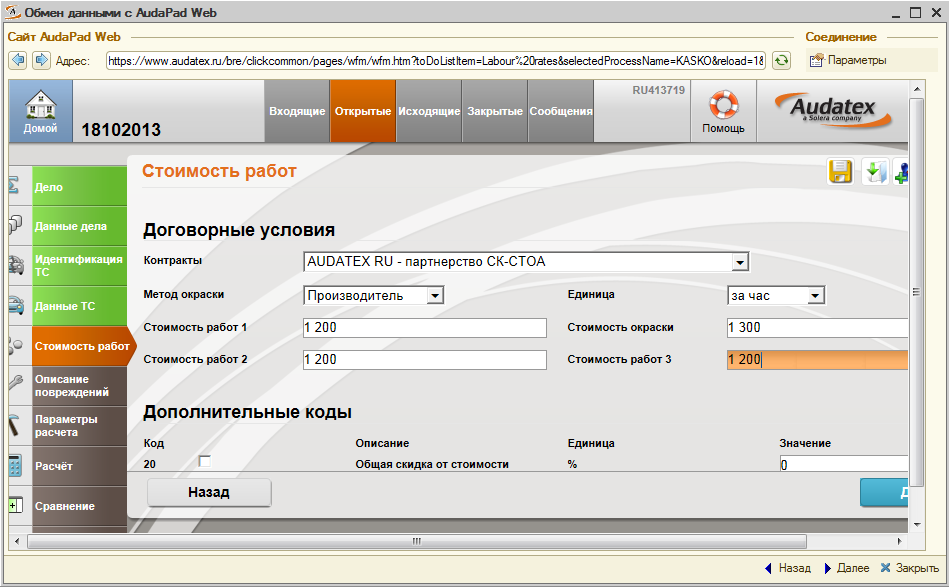 Обмен данными с AudaPad Web
Сайт AudaPad Web
Соединение
Адрес:
https://www.audatex.ru/bre/clickcommon/pages/wfm/wfm.htm?toDoListItem=Labour%20rates&selectedProcessName=KASKO&reload=1&
Параметры
Домой
18102013
Входящие
Открытые
Исходящие
Закрытые
Сообщения
RU413719
Помощь
Audatex
a Solera company
Дело
Данные дела
Идентификация
ТС
Данные ТС
Стоимость работ
Описание
повреждений
Параметры
расчета
Расчёт
Сравнение
Стоимость работ
Договорные условия
Контракты
AUDATEX RU - партнерство СК-СТОА
Метод окраски
Производитель
Единица
за час
Стоимость работ 1
1 200
Стоимость окраски
1 300
Стоимость работ 2
1 200
Стоимость работ 3
1 200
Дополнительные коды
Код
Описание
Единица
Значение
20
Общая скидка от стоимости
%
0
Назад
Д
Назад
Далее
Закрыть